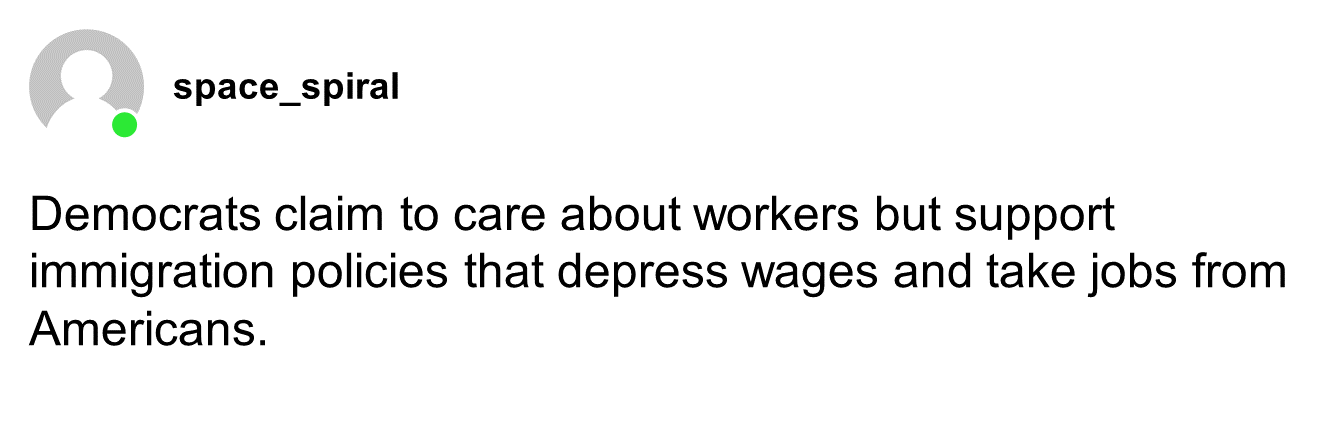 space_spiral
Democrats claim to care about workers but support
immigration policies that depress wages and take jobs from
Americans.